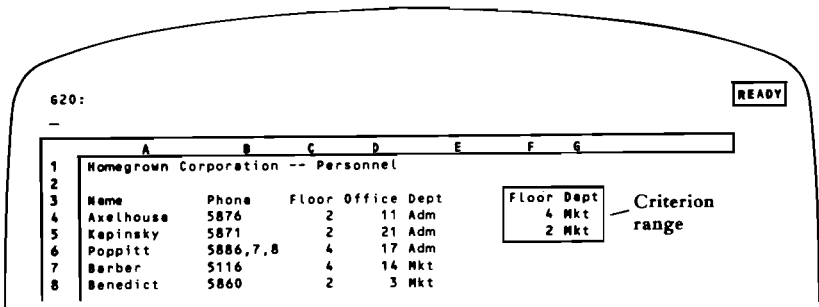 G20:
READY
_
A B C D E F G
1 Homegrown Corporation -- Personnel
2
3 Name Phone Floor Office Dept Floor Dept
4 Axelhouse 5876 2 11 Adm 4 Mkt
5 Kapinsky 5871 2 21 Adm 2 Mkt
6 Poppitt 5886,7,8 4 17 Adm
7 Barber 5116 4 14 Mkt
8 Benedict 5860 2 3 Mkt
Criterion
range